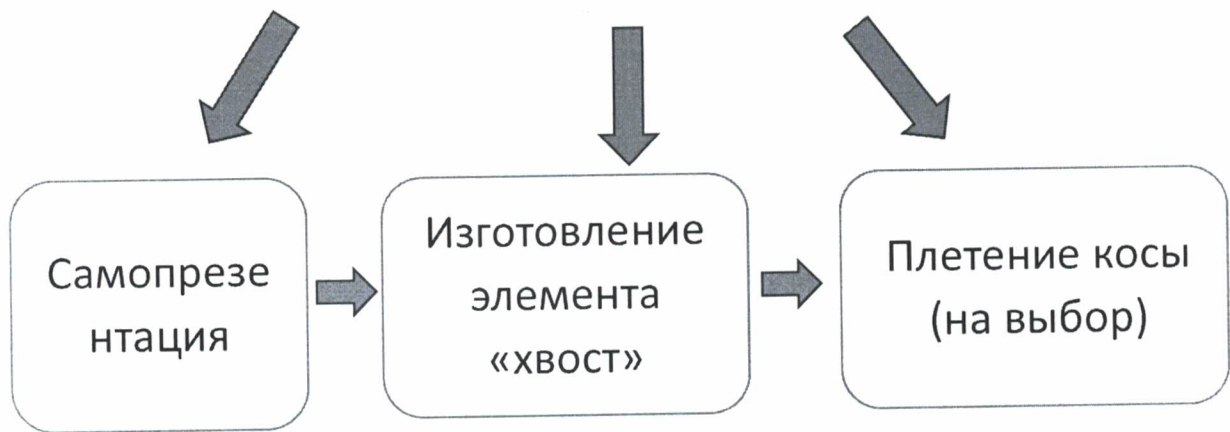 Самопрезе
нтация
Изготовление
элемента
«хвост»
Плетение косы
(на выбор)